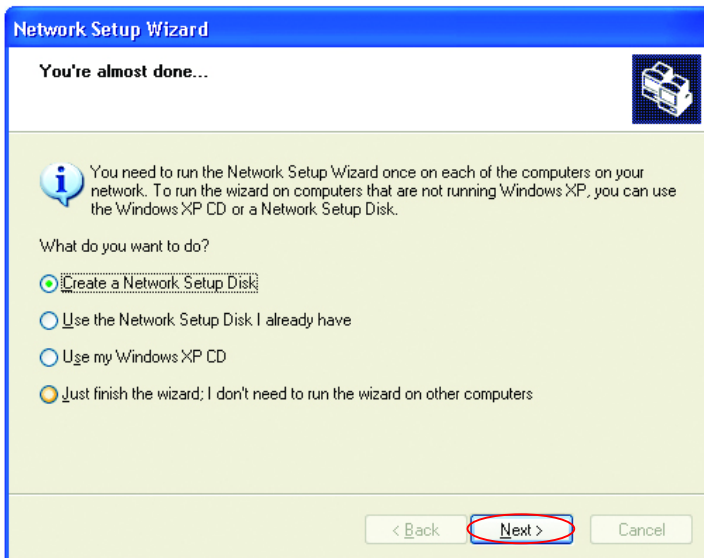 Network Setup Wizard
You're almost done...
You need to run the Network Setup Wizard once on each of the computers on your
network. To run the wizard on computers that are not running Windows XP, you can use
the Windows XP CD or a Network Setup Disk.
What do you want to do?
Create a Network Setup Disk
Use the Network Setup Disk I already have
Use my Windows XP CD
Just finish the wizard; I don't need to run the wizard on other computers
< Back
Next >
Cancel